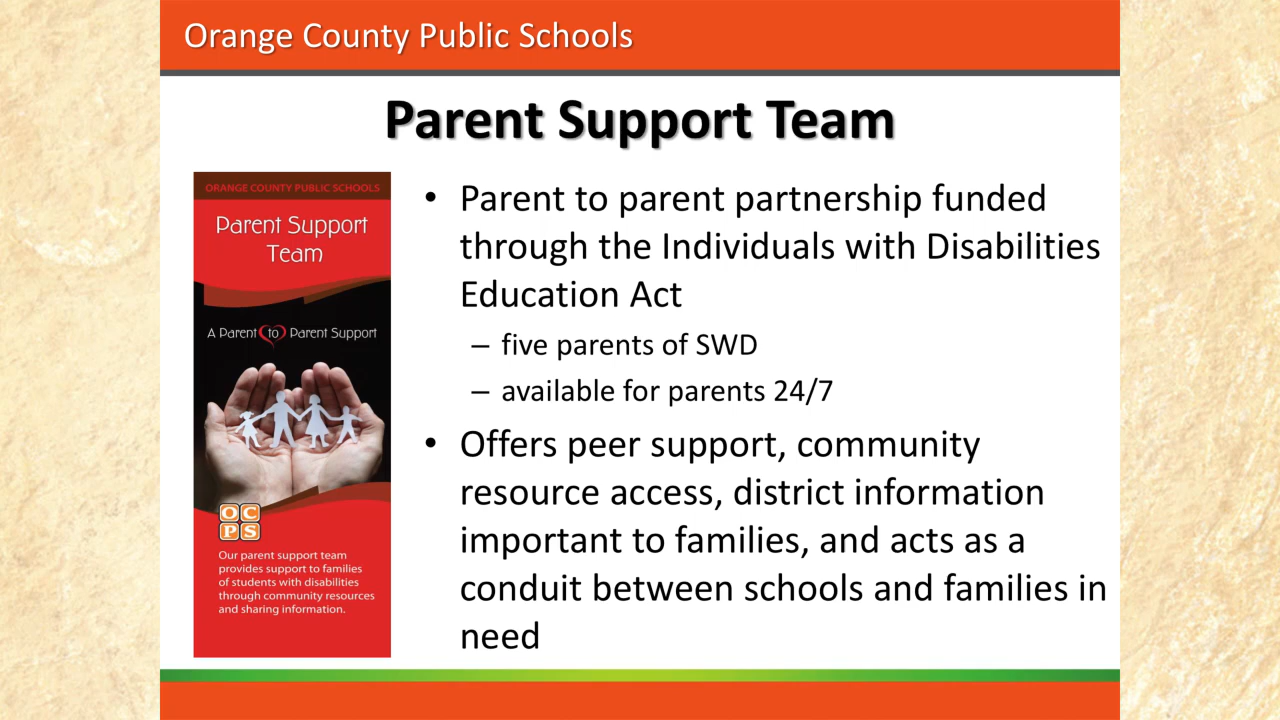 Orange County Public Schools
Parent Support Team
ORANGE COUNTY PUBLIC SCHOOLS
Parent Support
Team
A Parent to Parent Support
O C
P S
Our parent support team
provides support to families
of students with disabilities
through community resources
and sharing information.
• Parent to parent partnership funded
through the Individuals with Disabilities
Education Act
– five parents of SWD
– available for parents 24/7
• Offers peer support, community
resource access, district information
important to families, and acts as a
conduit between schools and families in
need